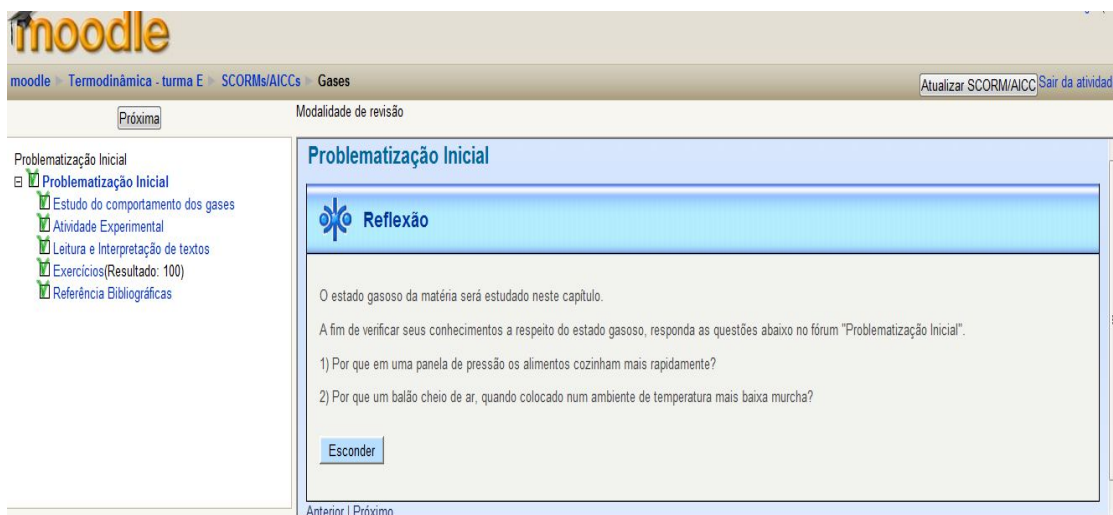 moodle
moodle ► Termodinâmica - turma E ► SCORMs/AICCs ► Gases
Atualizar SCORM/AICC Sair da atividad
Próxima
Modalidade de revisão
Problematização Inicial
Problematização Inicial
Estudo do comportamento dos gases
Atividade Experimental
Leitura e Interpretação de textos
Exercícios(Resultado: 100)
Referência Bibliográficas
Problematização Inicial
Reflexão
O estado gasoso da matéria será estudado neste capítulo.
A fim de verificar seus conhecimentos a respeito do estado gasoso, responda as questões abaixo no fórum "Problematização Inicial".
1) Por que em uma panela de pressão os alimentos cozinham mais rapidamente?
2) Por que um balão cheio de ar, quando colocado num ambiente de temperatura mais baixa murcha?
Esconder
Anterior | Próximo